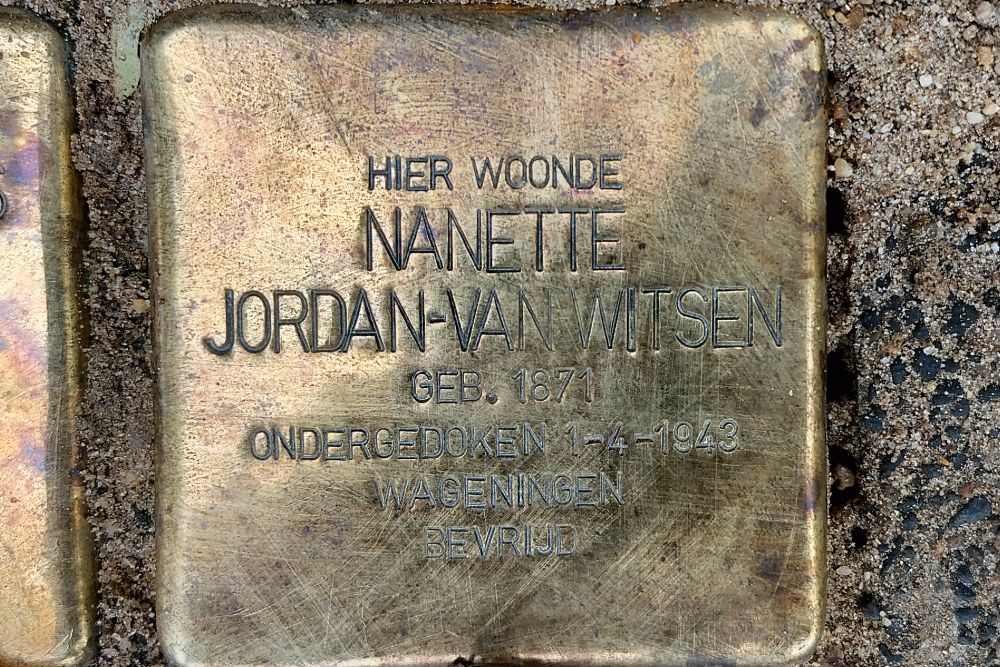 HIER WOONDE
NANETTE
JORDAN-VAN WITSEN
GEB. 1871
ONDERGEDOKEN 1-4-1943
WAGENINGEN
BEVRIJD